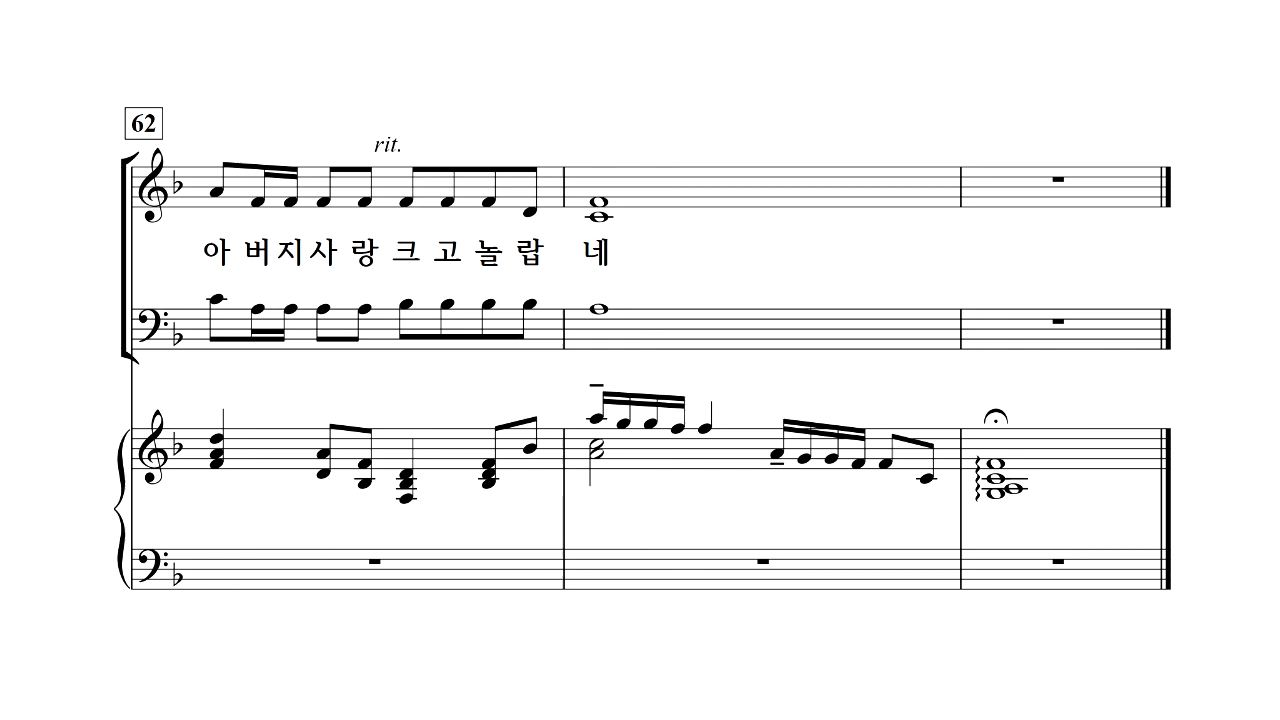 62
rit.
아 버 지 사 랑 크 고 놀 랍 네